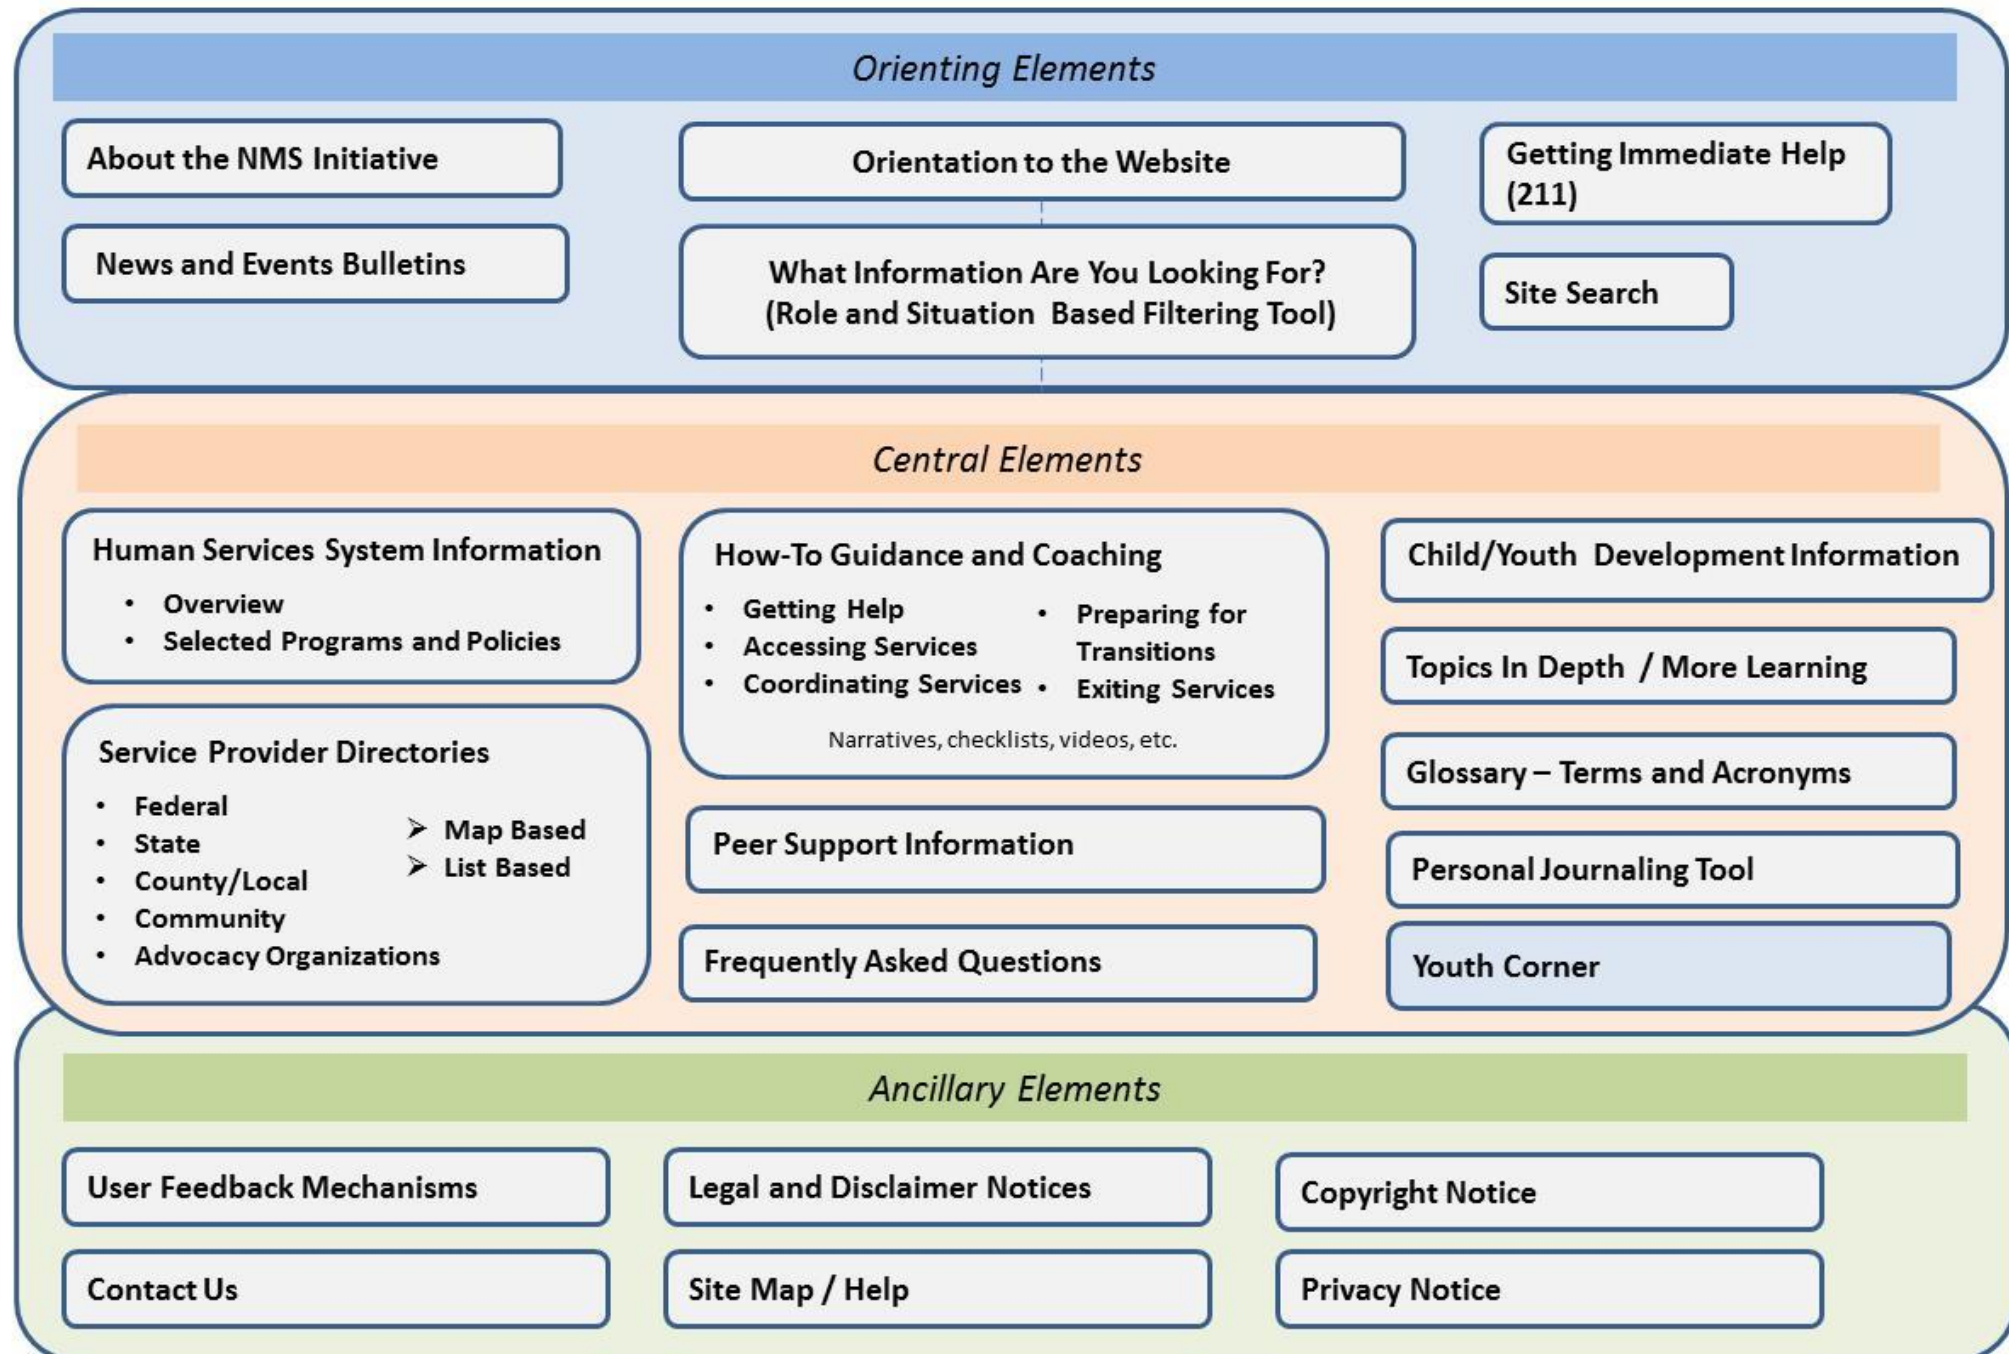 Orienting Elements
About the NMS Initiative
News and Events Bulletins
Orientation to the Website
What Information Are You Looking For?
(Role and Situation Based Filtering Tool)
Getting Immediate Help
(211)
Site Search
Central Elements
Human Services System Information
• Overview
• Selected Programs and Policies
Service Provider Directories
• Federal
• State
• County/Local
• Community
• Advocacy Organizations
➢ Map Based
➢ List Based
How-To Guidance and Coaching
• Getting Help
• Accessing Services
• Coordinating Services
• Preparing for
Transitions
• Exiting Services
Narratives, checklists, videos, etc.
Peer Support Information
Frequently Asked Questions
Child/Youth Development Information
Topics In Depth / More Learning
Glossary – Terms and Acronyms
Personal Journaling Tool
Youth Corner
Ancillary Elements
User Feedback Mechanisms
Legal and Disclaimer Notices
Copyright Notice
Contact Us
Site Map / Help
Privacy Notice